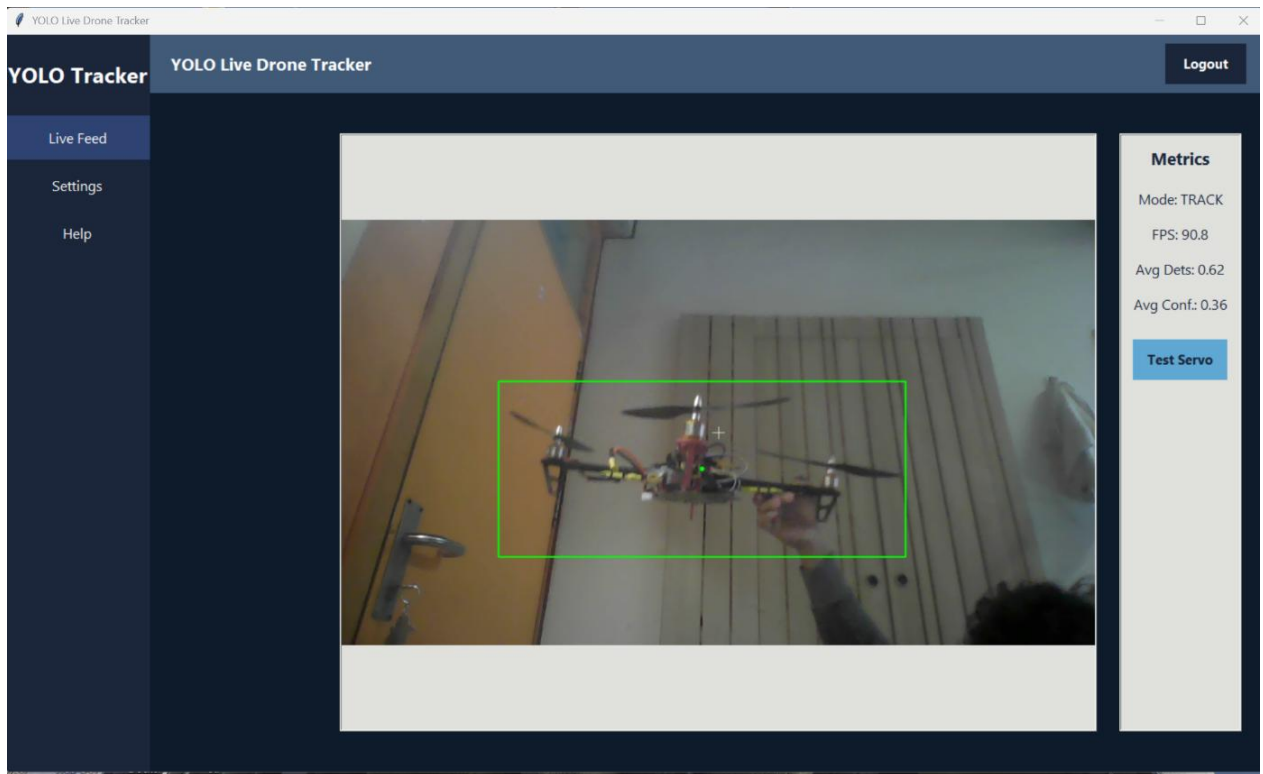 YOLO Live Drone Tracker
YOLO Tracker
YOLO Live Drone Tracker
Logout
Live Feed
Settings
Help
Metrics
Mode: TRACK
FPS: 90.8
Avg Dets: 0.62
Avg Conf.: 0.36
Test Servo